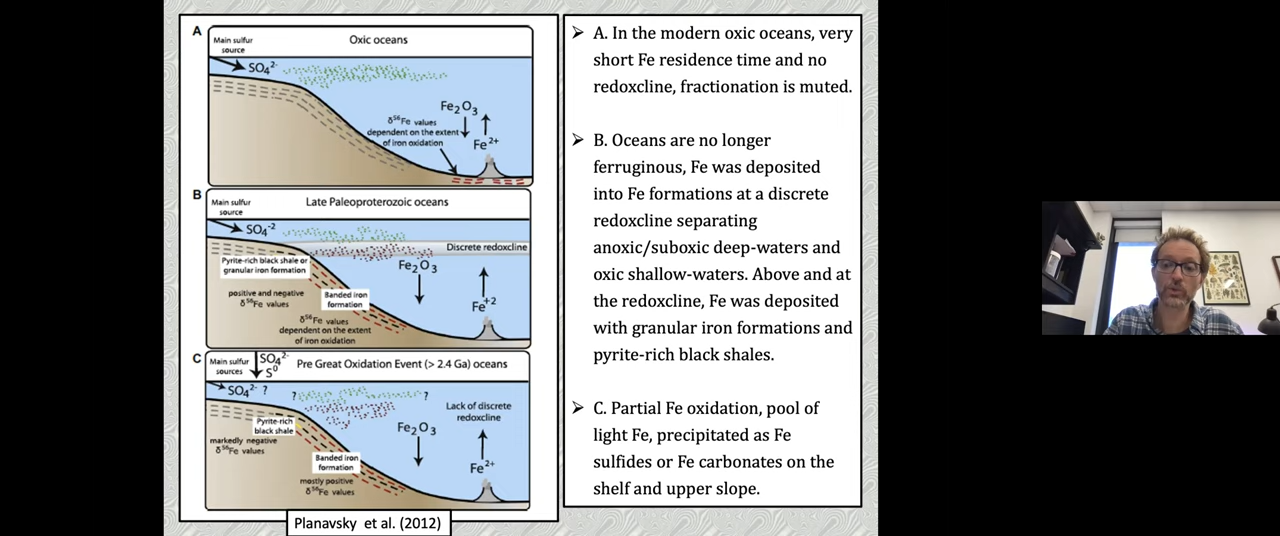 A
Main sulfur
source
Oxic oceans
SO₄²⁻
Fe₂O₃
δ⁵⁶Fe values
dependent on the extent
of iron oxidation
Fe²⁺
B
Main sulfur
source
Late Paleoproterozoic oceans
SO₄⁻²
Discrete redoxcline
Pyrite-rich black shale or
granular iron formation
Fe₂O₃
positive and negative
δ⁵⁶Fe values
Banded iron
formation
Fe⁺²
δ⁵⁶Fe values
dependent on the extent
of iron oxidation
C
Main sulfur
sources
SO₄²⁻
S⁰
Pre Great Oxidation Event (> 2.4 Ga) oceans
SO₄²⁻ ?
?
?
Lack of discrete
redoxcline
Pyrite-rich
black shale
Fe₂O₃
markedly negative
δ⁵⁶Fe values
Banded iron
formation
Fe²⁺
mostly positive
δ⁵⁶Fe values
Planavsky et al. (2012)
➢ A. In the modern oxic oceans, very
short Fe residence time and no
redoxcline, fractionation is muted.
➢ B. Oceans are no longer
ferruginous, Fe was deposited
into Fe formations at a discrete
redoxcline separating
anoxic/suboxic deep-waters and
oxic shallow-waters. Above and at
the redoxcline, Fe was deposited
with granular iron formations and
pyrite-rich black shales.
➢ C. Partial Fe oxidation, pool of
light Fe, precipitated as Fe
sulfides or Fe carbonates on the
shelf and upper slope.